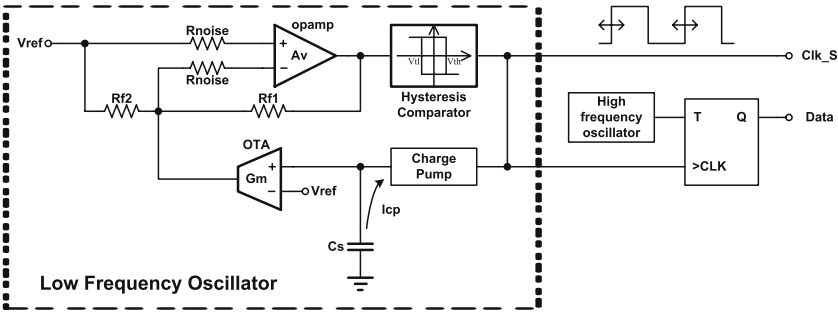 opamp
Vref
Rnoise
+
Av
−
Rnoise
Vtl
Vth
Clk_S
Rf2
Rf1
Hysteresis
Comparator
High
frequency
oscillator
T
Q
Data
>CLK
OTA
Gm
+
−
Vref
Charge
Pump
Icp
Cs
Low Frequency Oscillator